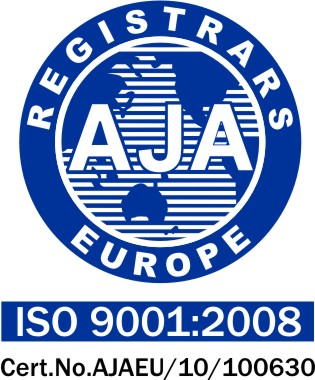 REGISTRARS
AJA
EUROPE
ISO 9001:2008
Cert.No.AJAEU/10/100630